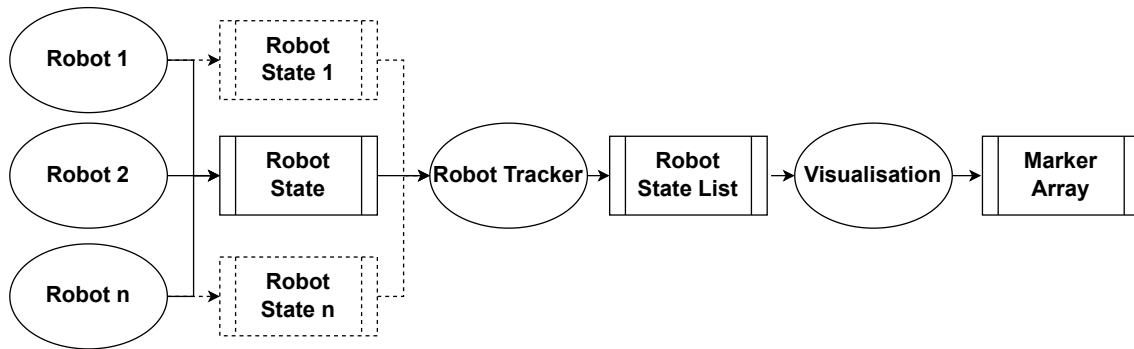 Robot 1
Robot
State 1
Robot 2
Robot
State
Robot Tracker
Robot
State List
Visualisation
Marker
Array
Robot n
Robot
State n